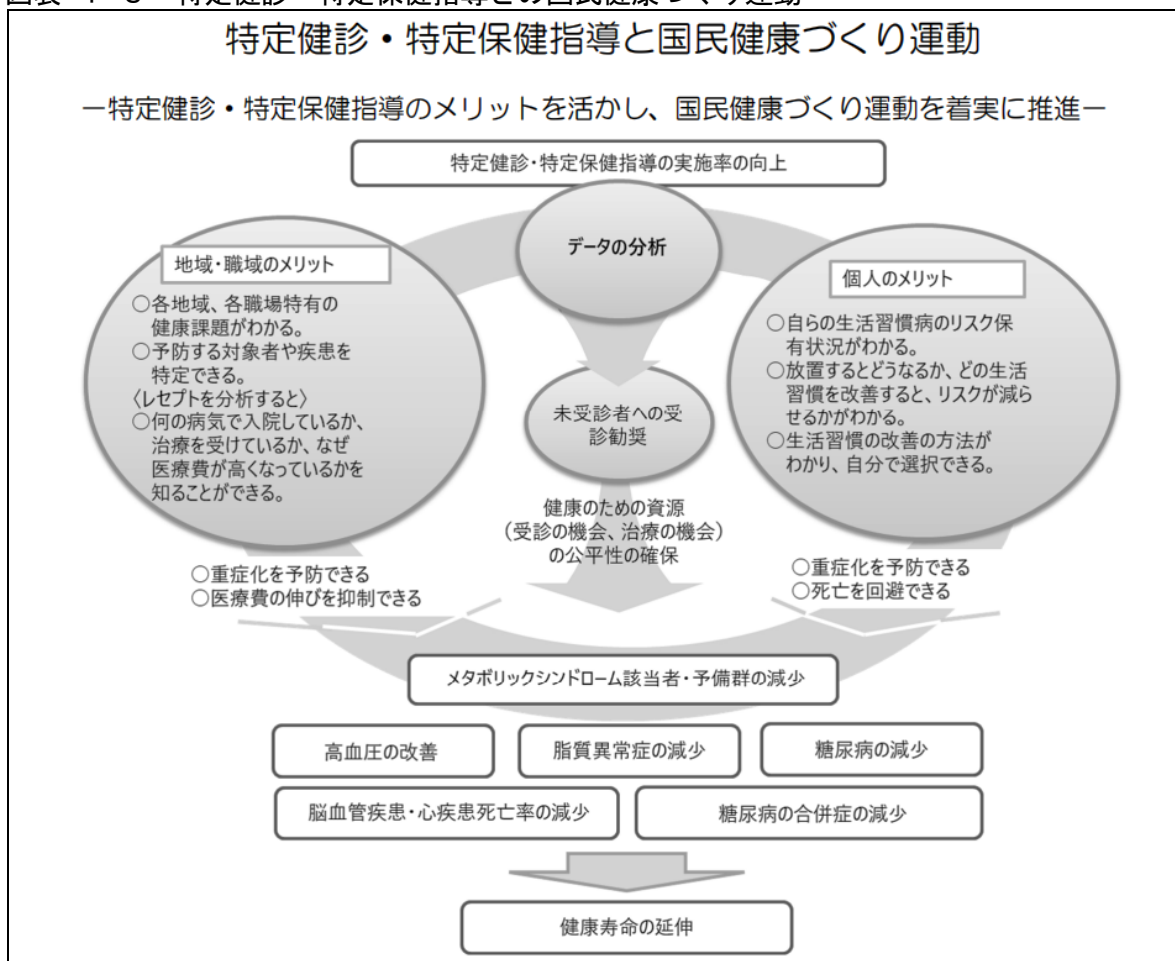 特定健診・特定保健指導と国民健康づくり運動
ー特定健診・特定保健指導のメリットを活かし、国民健康づくり運動を着実に推進ー
特定健診・特定保健指導の実施率の向上
データの分析
地域・職域のメリット
○各地域、各職場特有の
健康課題がわかる。
○予防する対象者や疾患を
特定できる。
〈レセプトを分析すると〉
○何の病気で入院しているか、
治療を受けているか、なぜ
医療費が高くなっているかを
知ることができる。
個人のメリット
○自らの生活習慣病のリスク保
有状況がわかる。
○放置するとどうなるか、どの生活
習慣を改善すると、リスクが減ら
せるかがわかる。
○生活習慣の改善の方法が
わかり、自分で選択できる。
未受診者への受
診勧奨
健康のための資源
（受診の機会、治療の機会）
の公平性の確保
○重症化を予防できる
○医療費の伸びを抑制できる
○重症化を予防できる
○死亡を回避できる
メタボリックシンドローム該当者・予備群の減少
高血圧の改善
脂質異常症の減少
糖尿病の減少
脳血管疾患・心疾患死亡率の減少
糖尿病の合併症の減少
健康寿命の延伸